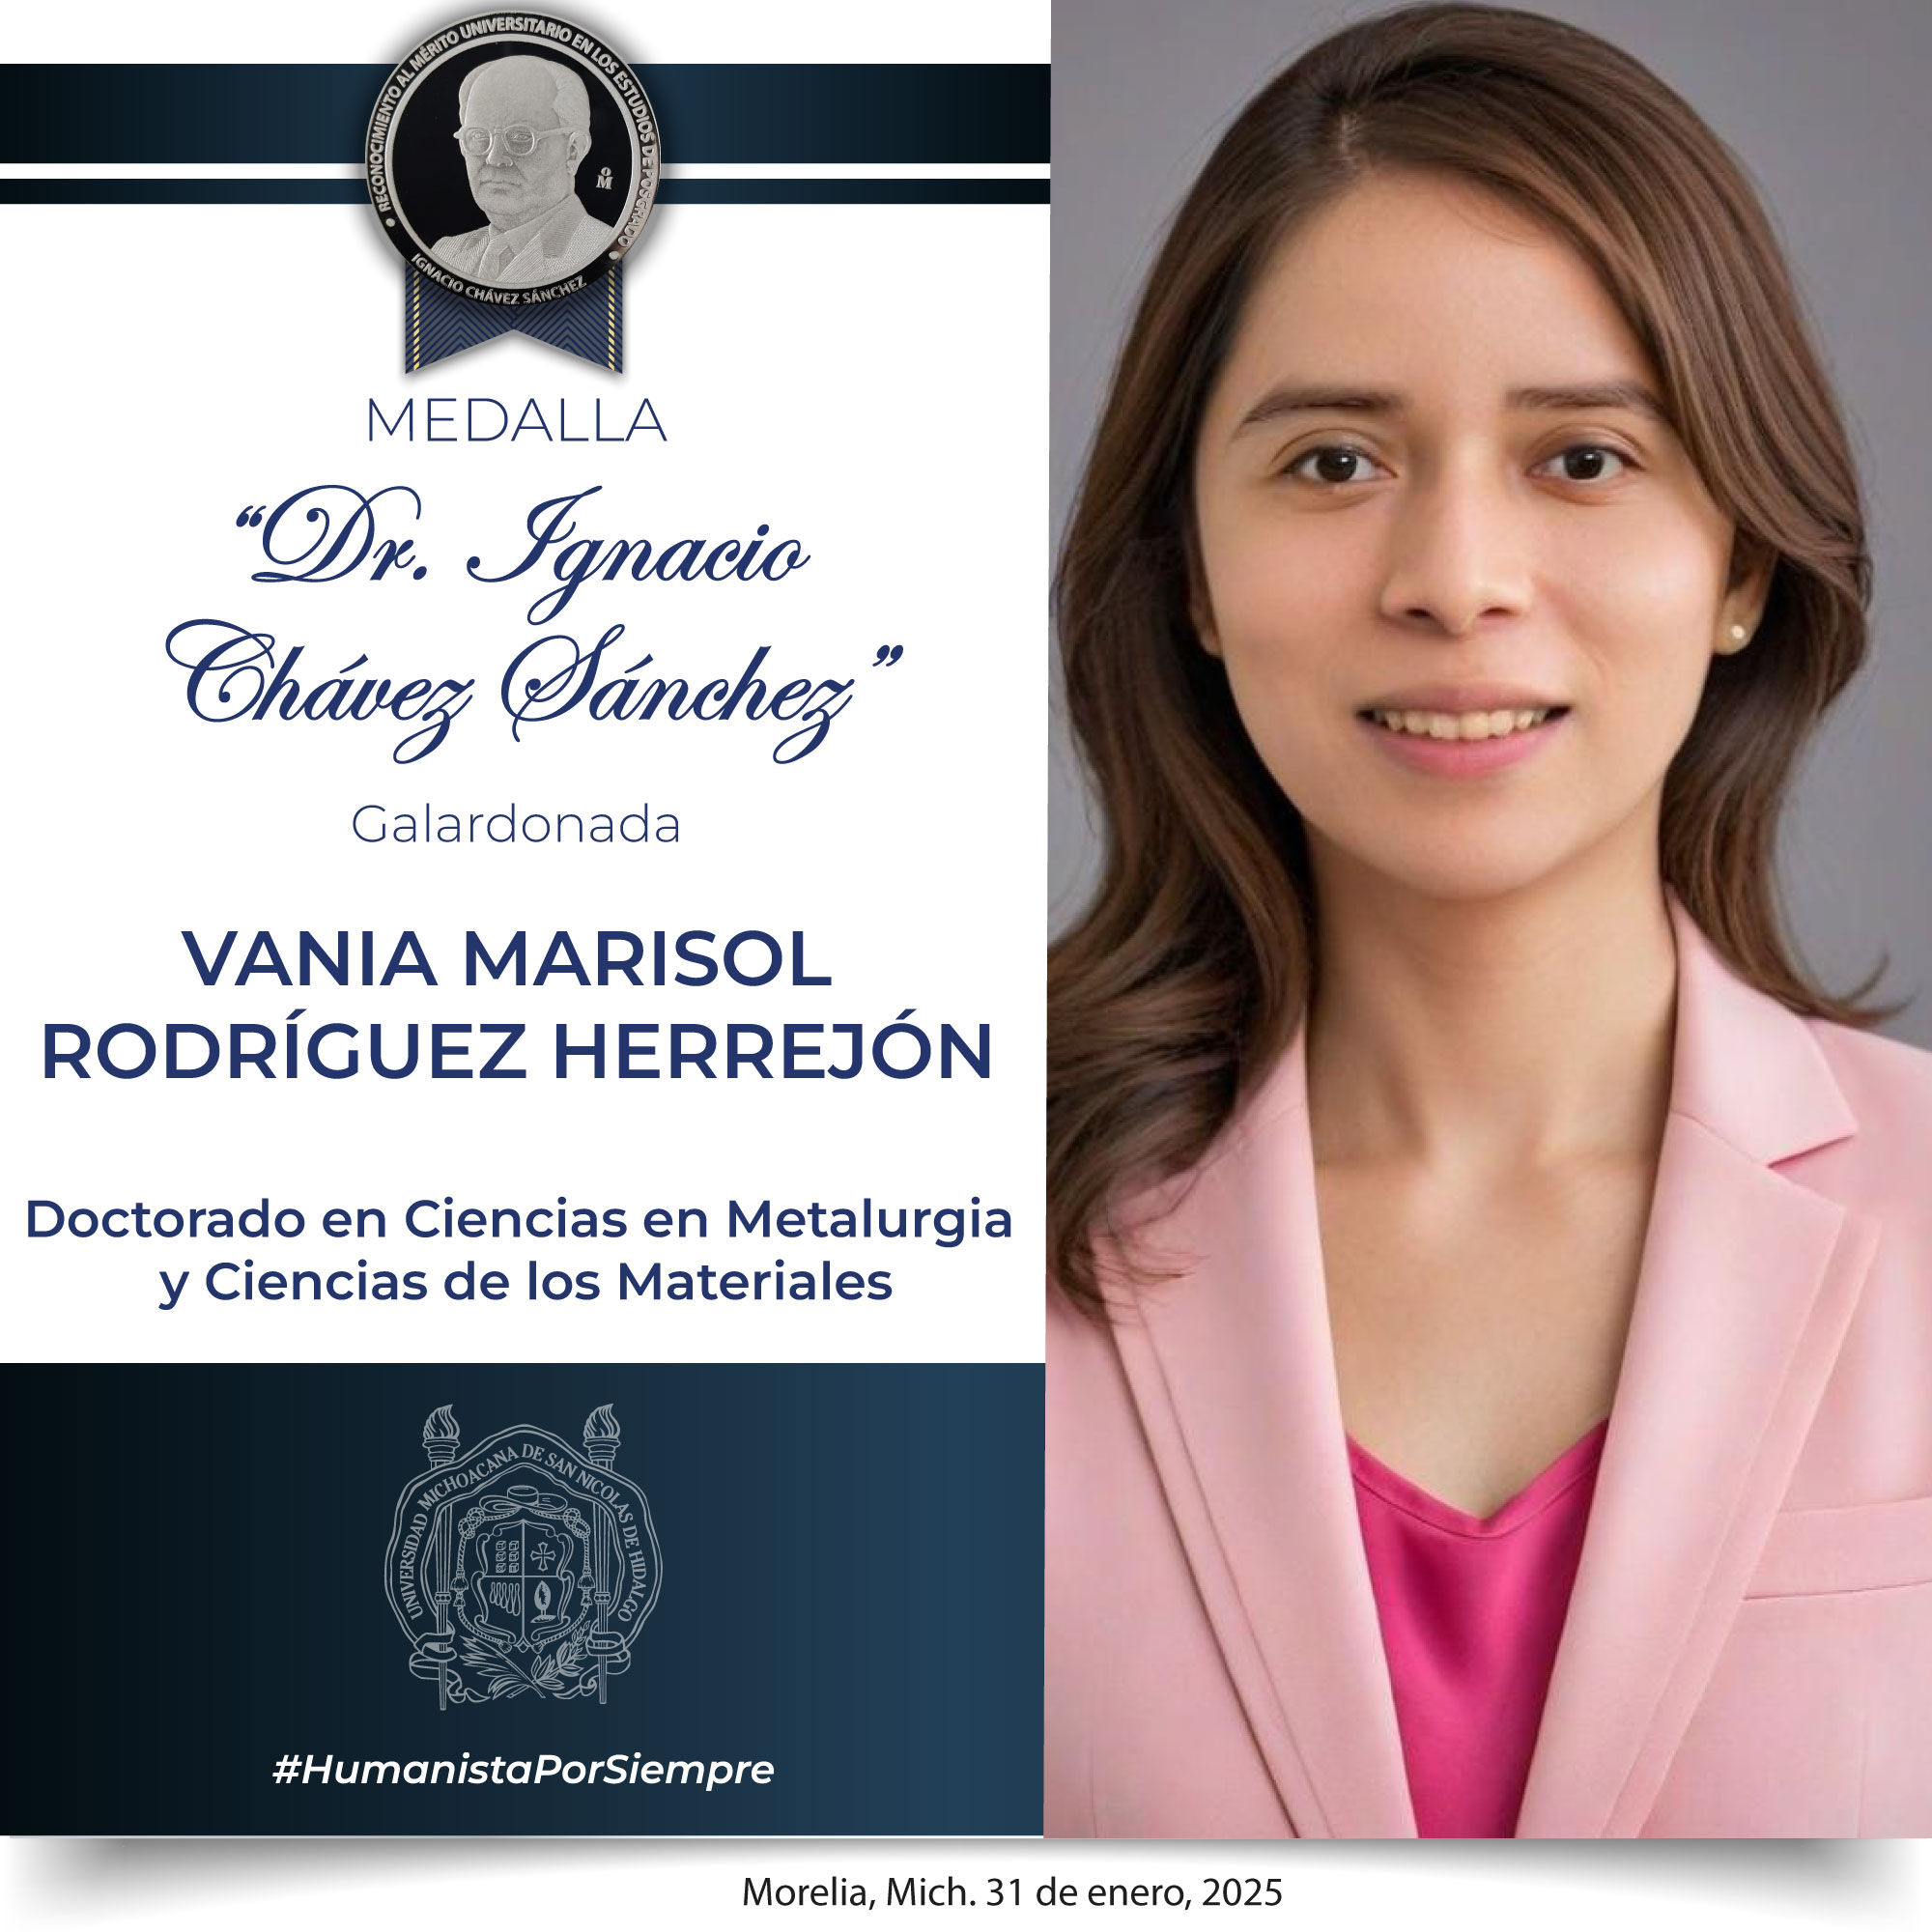 RECONOCIMIENTO AL MÉRITO UNIVERSITARIO EN LOS ESTUDIOS DE POSGRADO
IGNACIO CHÁVEZ SÁNCHEZ
M
MEDALLA
“Dr. Ignacio
Chávez Sánchez”
Galardonada
VANIA MARISOL
RODRÍGUEZ HERREJÓN
Doctorado en Ciencias en Metalurgia
y Ciencias de los Materiales
UNIVERSIDAD MICHOACANA DE SAN NICOLAS DE HIDALGO
#HumanistaPorSiempre
Morelia, Mich. 31 de enero, 2025